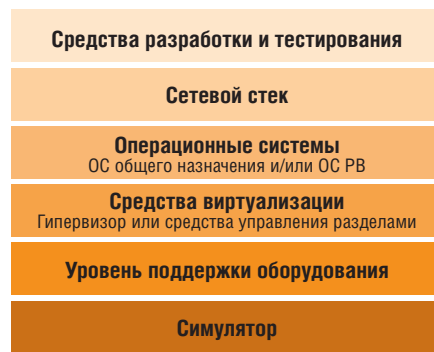 Средства разработки и тестирования
Сетевой стек
Операционные системы
ОС общего назначения и/или ОС РВ
Средства виртуализации
Гипервизор или средства управления разделами
Уровень поддержки оборудования
Симулятор